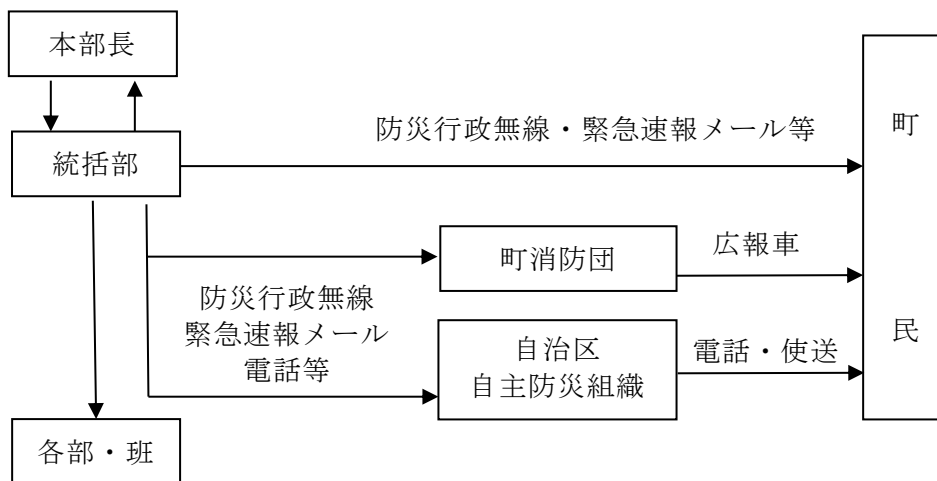 本部長
防災行政無線・緊急速報メール等
町
民
統括部
町消防団
広報車
防災行政無線
緊急速報メール
電話等
自治区
自主防災組織
電話・使送
各部・班